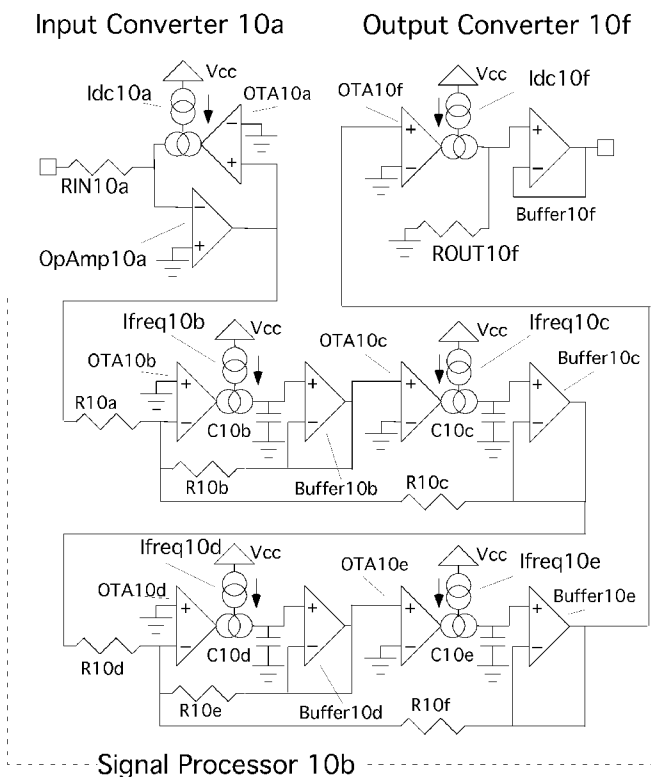 Input Converter 10a
Output Converter 10f
Idc10a
Vcc
OTA10a
−
+
RIN10a
−
+
OpAmp10a
OTA10f
Vcc
Idc10f
+
−
+
−
Buffer10f
ROUT10f
Ifreq10b
Vcc
OTA10b
R10a
+
−
C10b
+
−
R10b
Buffer10b
OTA10c
Vcc
Ifreq10c
Buffer10c
+
−
C10c
+
−
R10c
Ifreq10d
Vcc
OTA10d
R10d
+
−
C10d
+
−
R10e
Buffer10d
OTA10e
Vcc
Ifreq10e
Buffer10e
+
−
C10e
+
−
R10f
Signal Processor 10b